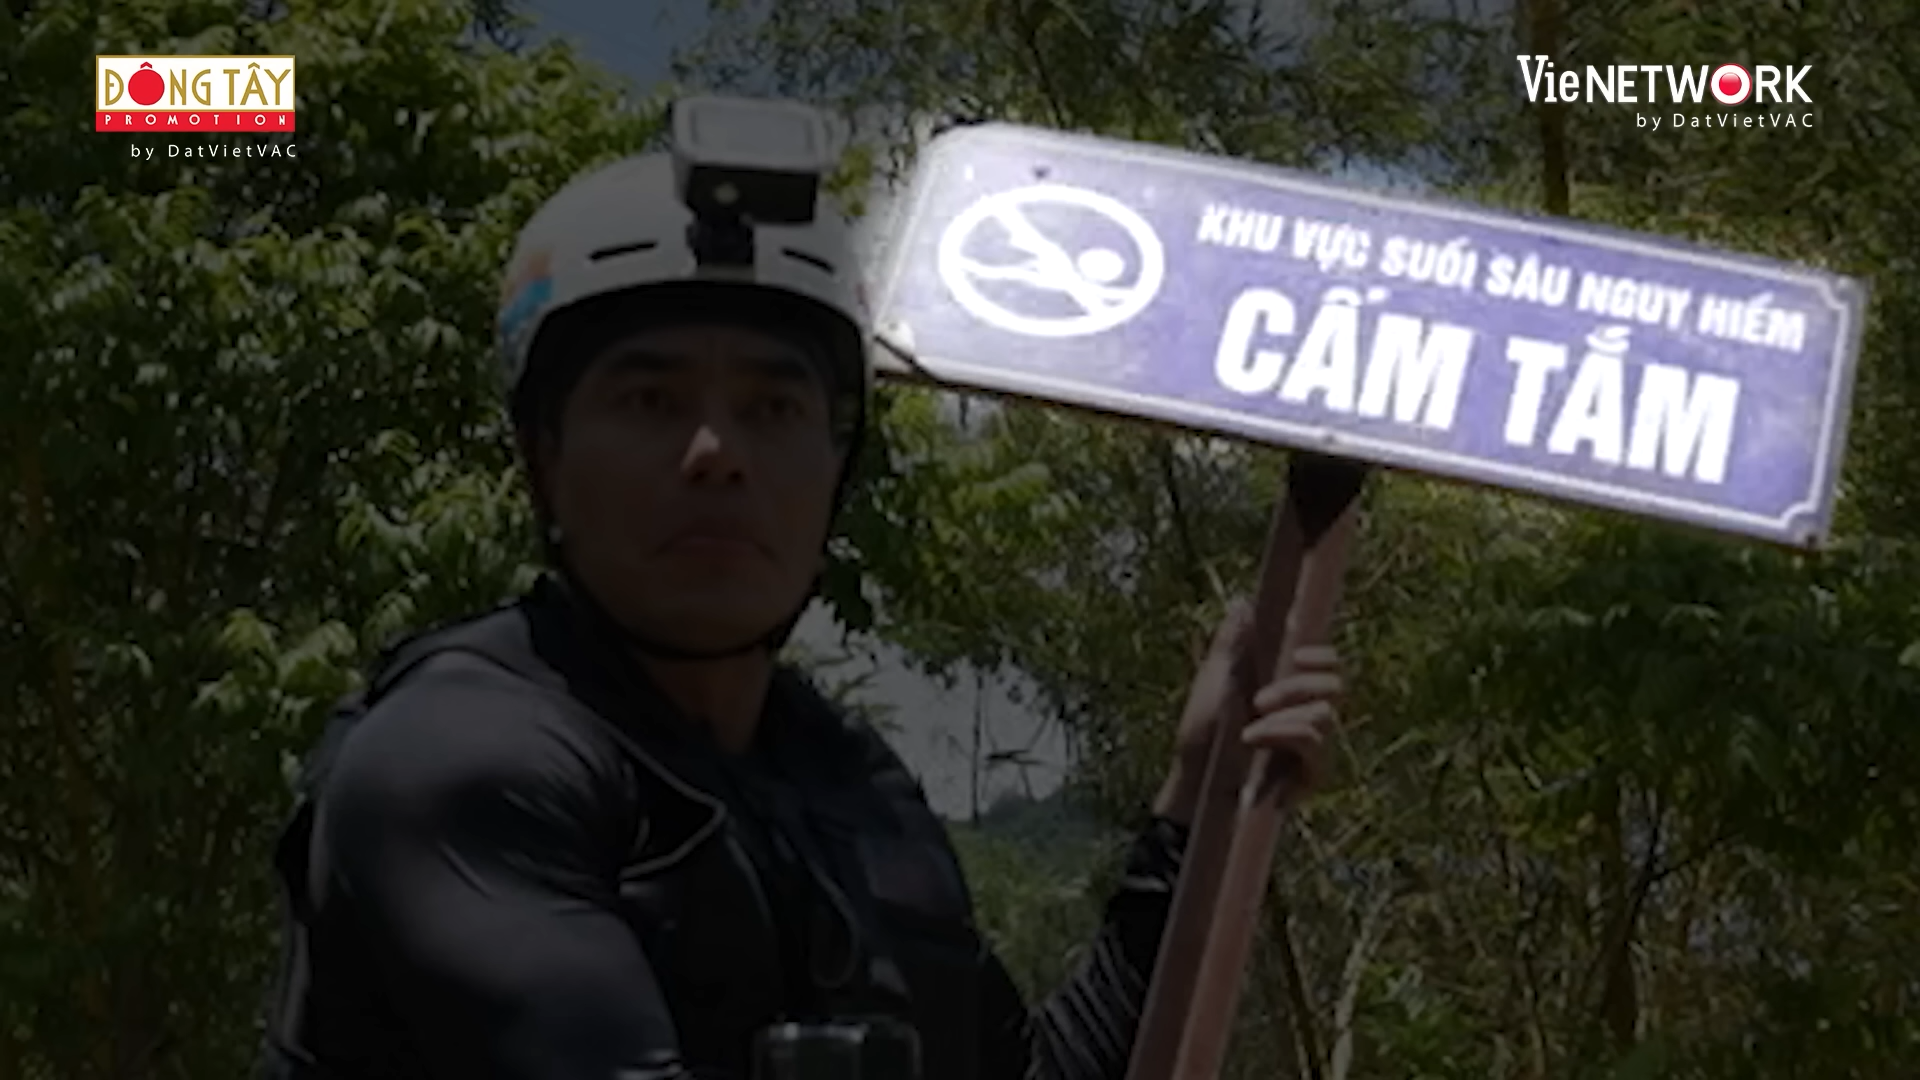 ĐÔNG TÂY
PROMOTION
by DatVietVAC
VieNETWORK
by DatVietVAC
KHU VỰC SUỐI SÂU NGUY HIỂM
CẤM TẮM